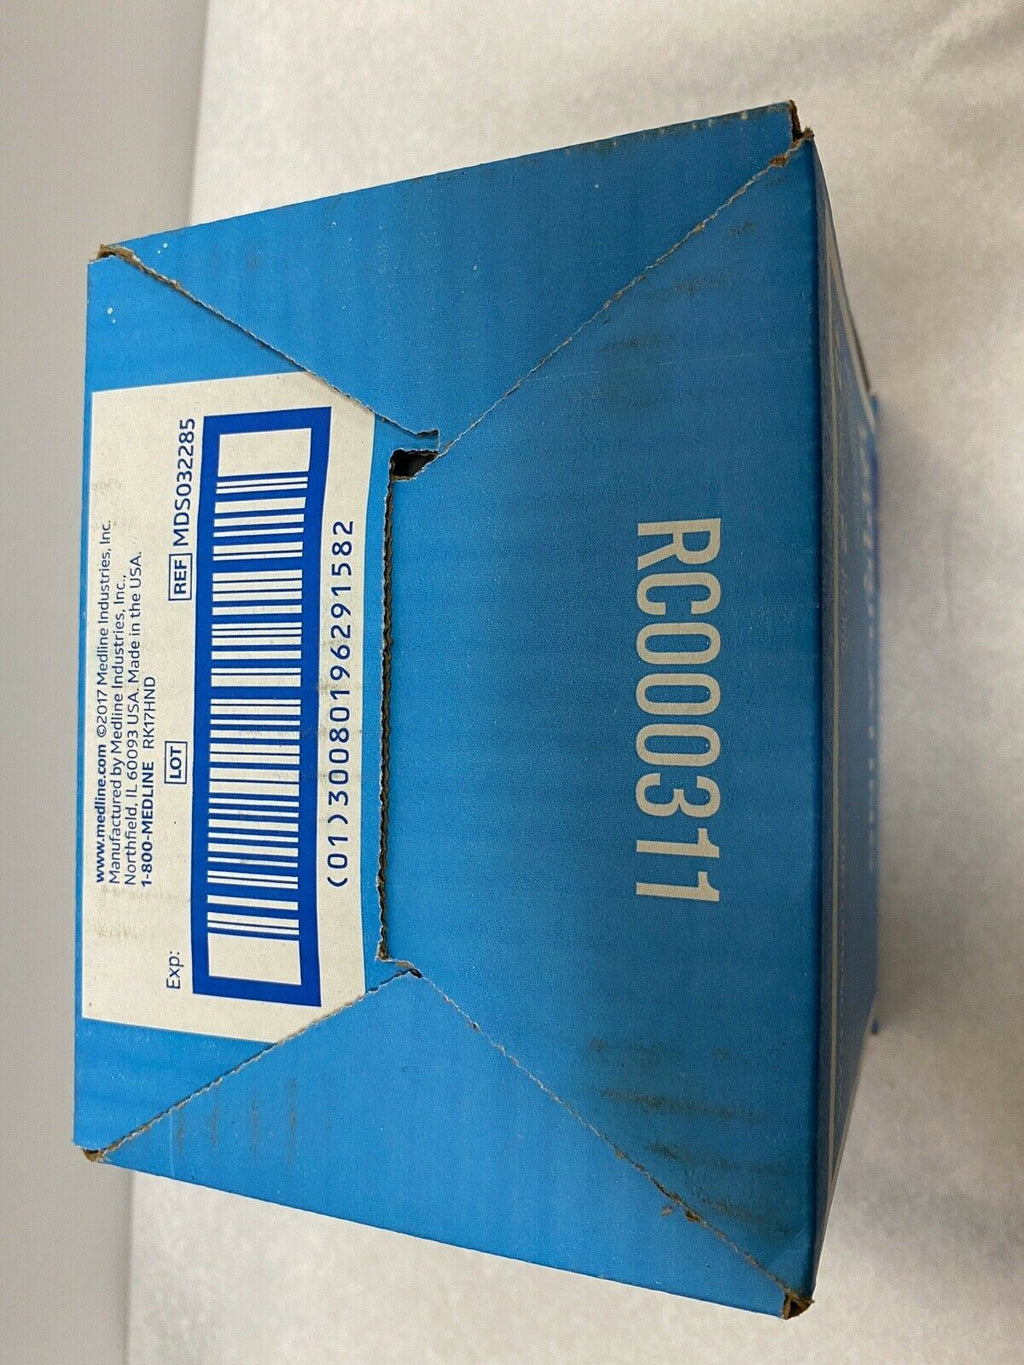 www.medline.com ©2017 Medline Industries, Inc.
Manufactured by Medline Industries, Inc.,
Northfield, IL 60093 USA. Made in the USA.
1-800-MEDLINE RK17HND
Exp:
LOT
REF MDS032285
(01)30080196291582
RC000311